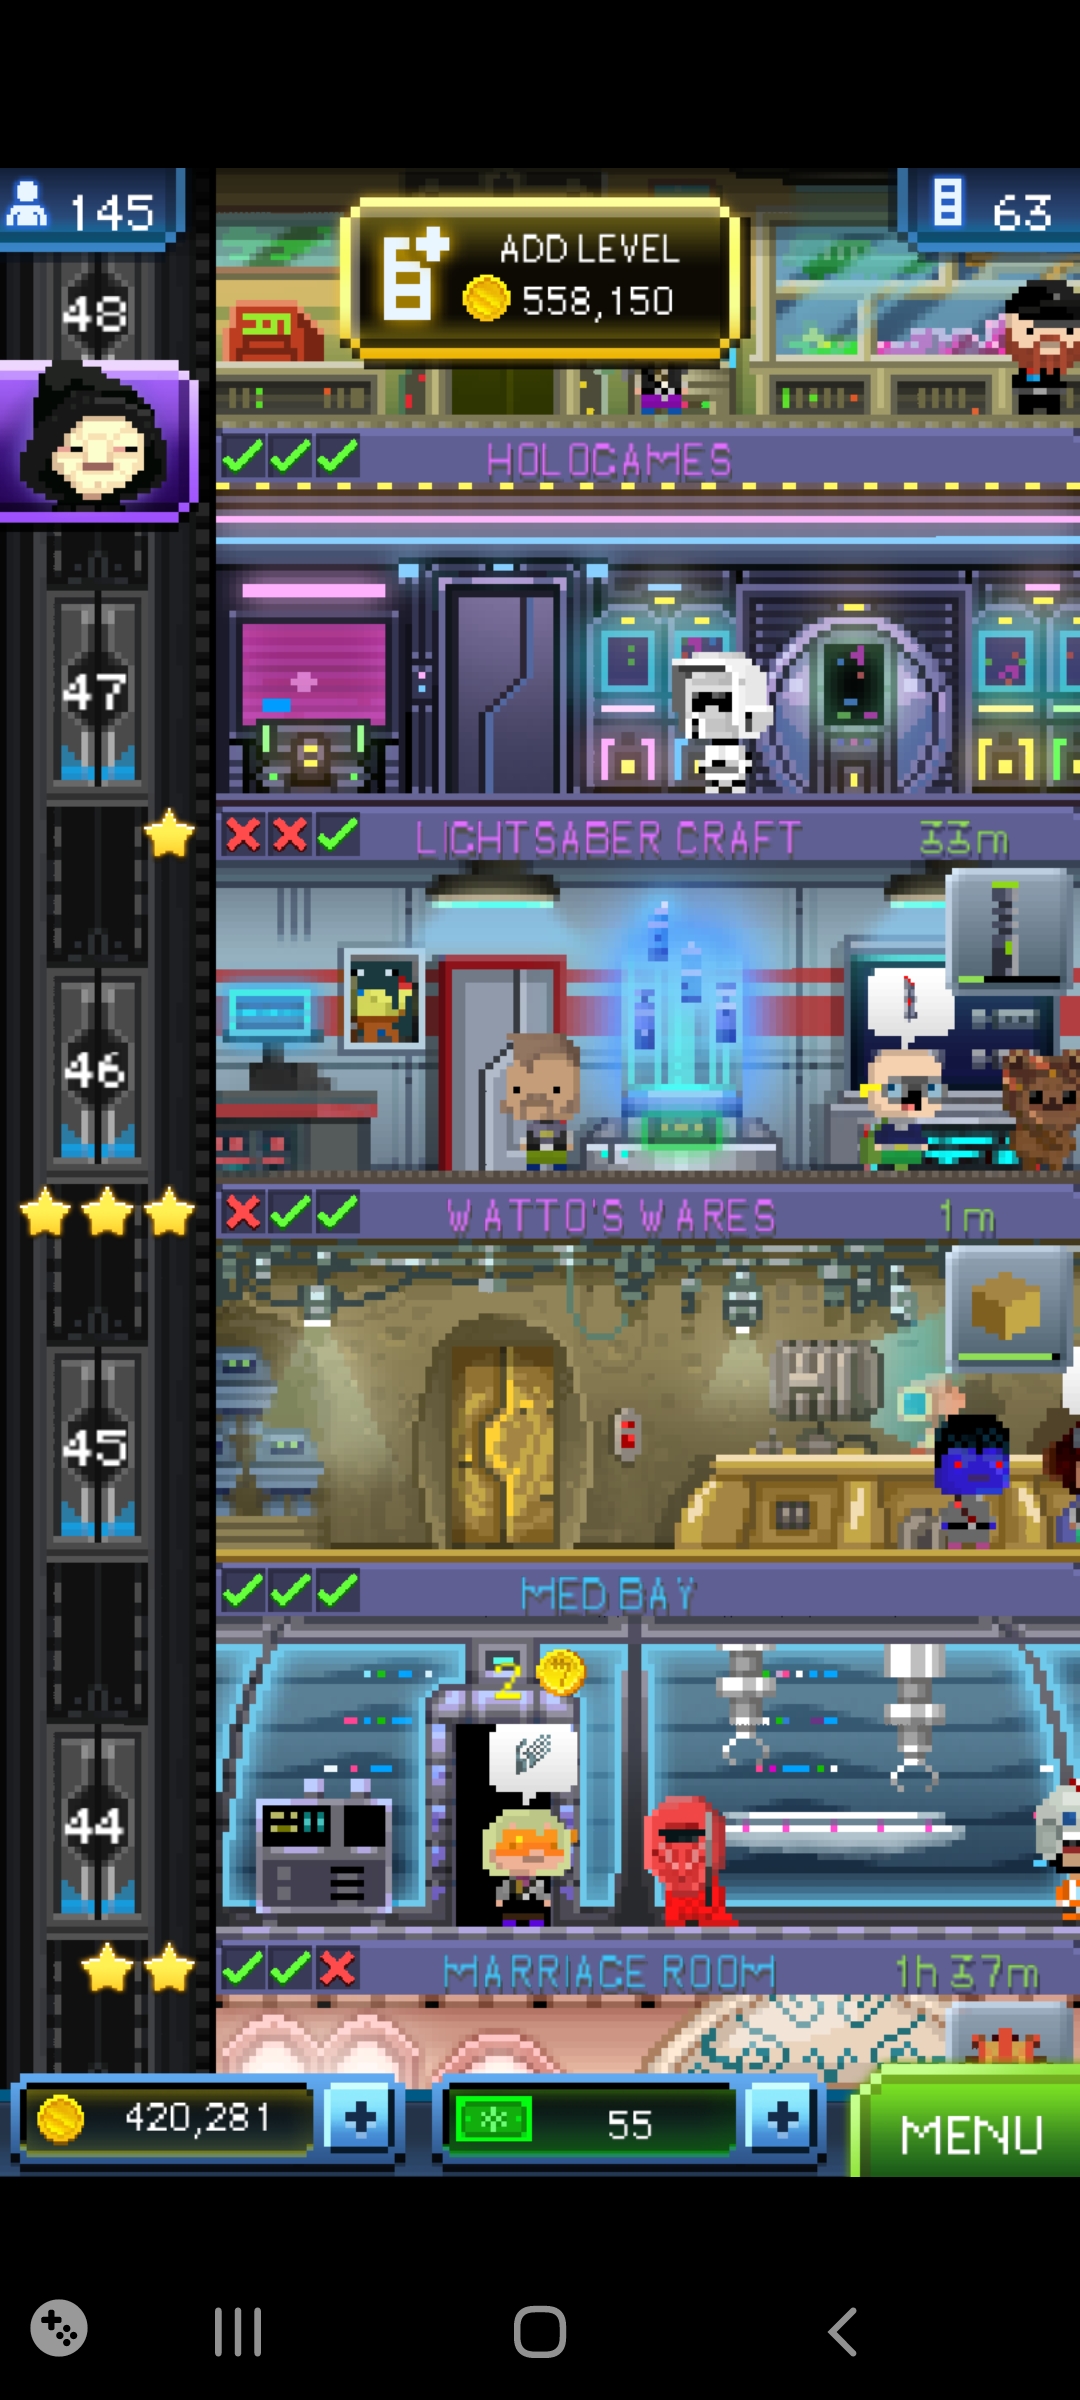 145
63
ADD LEVEL
558,150
48
HOLOGAMES
47
LIGHTSABER CRAFT 33m
46
WATTO'S WARES 1m
45
MED BAY
2
44
MARRIAGE ROOM 1h 37m
420,281
55
MENU